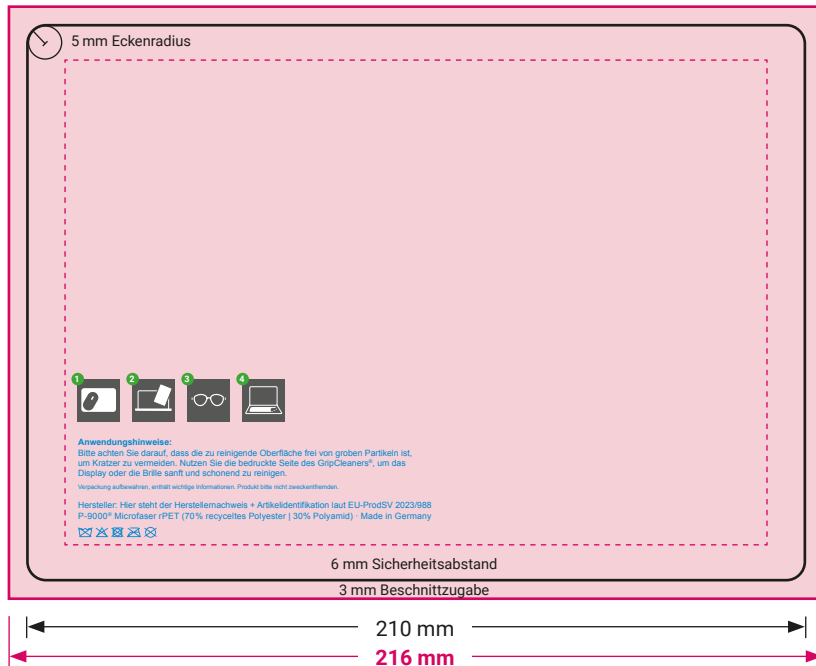 5 mm Eckenradius
1
2
3
4
Anwendungshinweise:
Bitte achten Sie darauf, dass die zu reinigende Oberfläche frei von groben Partikeln ist,
um Kratzer zu vermeiden. Nutzen Sie die bedruckte Seite des GripCleaners®, um das
Display oder die Brille sanft und schonend zu reinigen.
Verpackung aufbewahren, enthält wichtige Informationen. Produkt bitte nicht zweckentfremden.
Hersteller: Hier steht der Herstellernachweis + Artikelidentifikation laut EU-ProdSV 2023/988
P-9000® Microfaser rPET (70% recyceltes Polyester | 30% Polyamid) · Made in Germany
6 mm Sicherheitsabstand
3 mm Beschnittzugabe
210 mm
216 mm